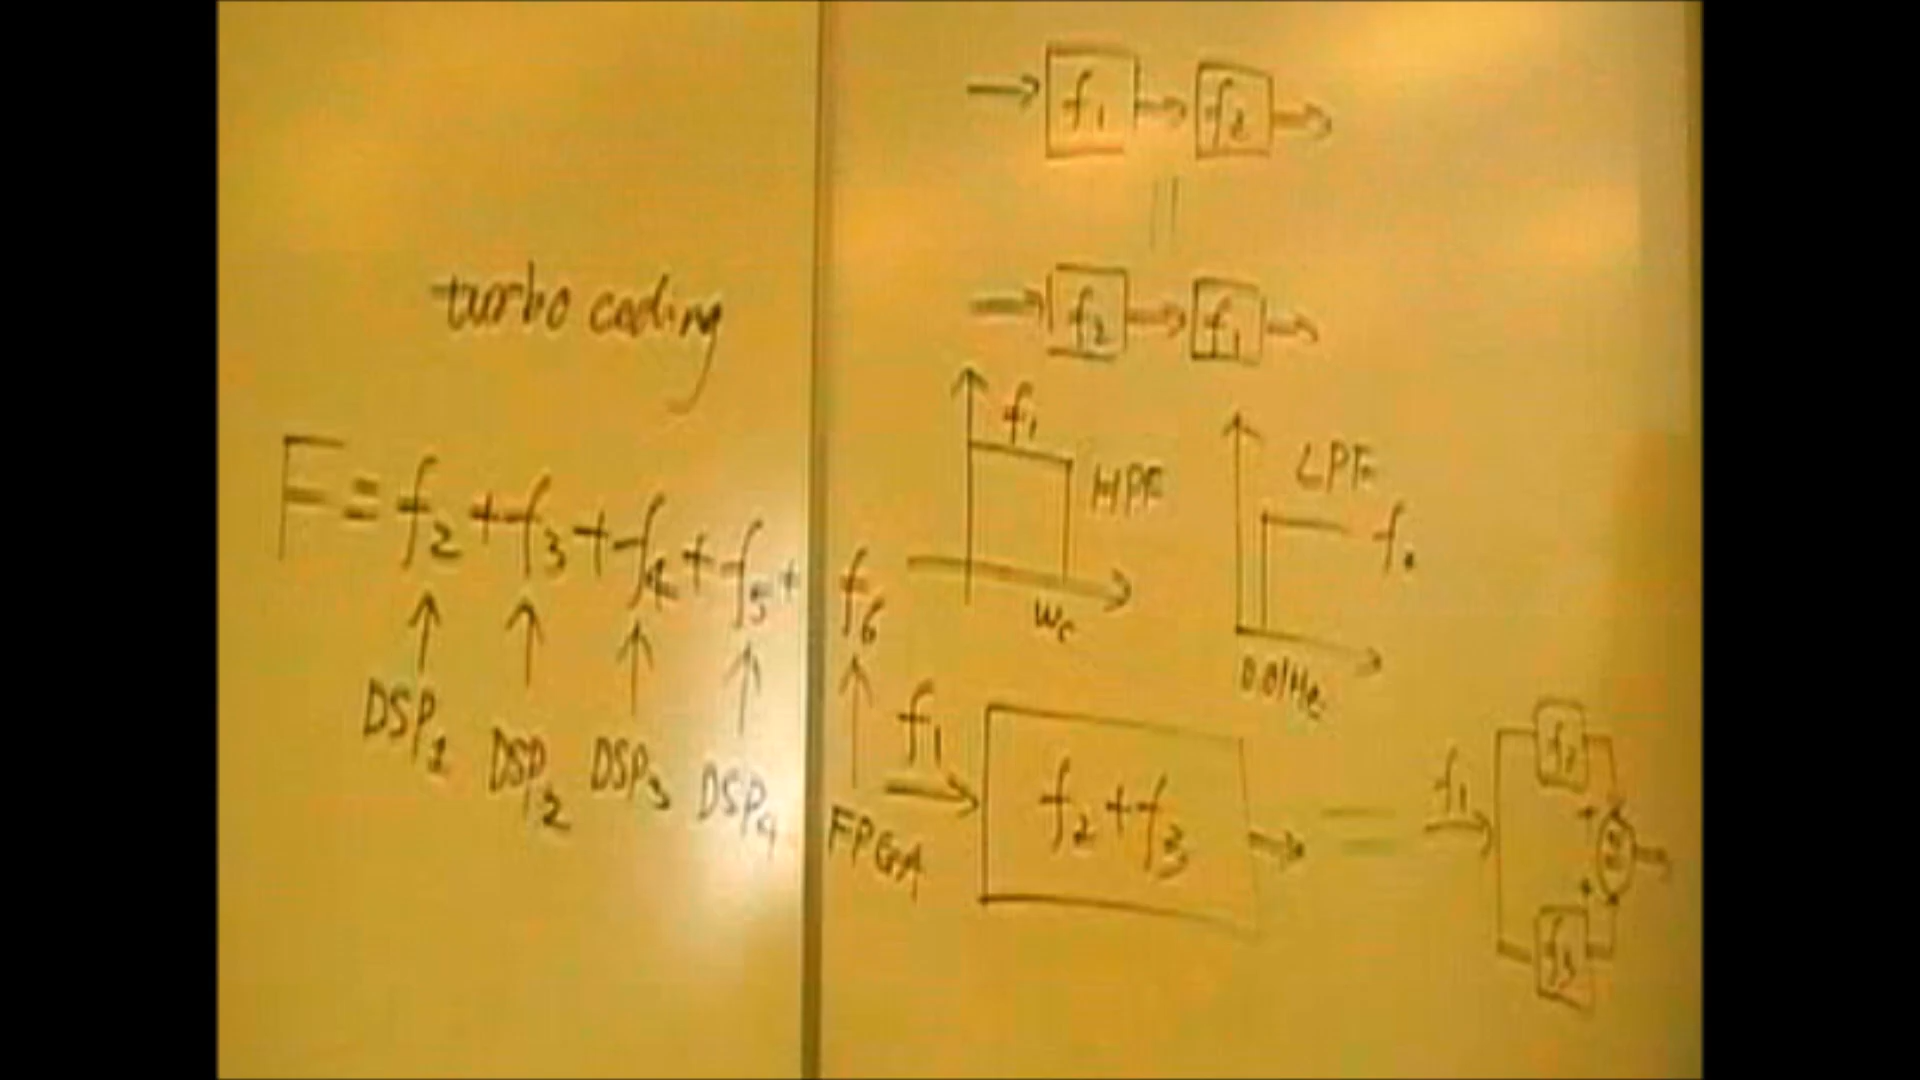 turbo coding
F = f2 + f3 + f4 + f5 + f6
DSP1 DSP2 DSP3 DSP4 FPGA
f1 f2
f2 f1
f1 HPF
wc
LPF
0.01Hz
f1 f2+f3 = f1 f2
+
+
f3